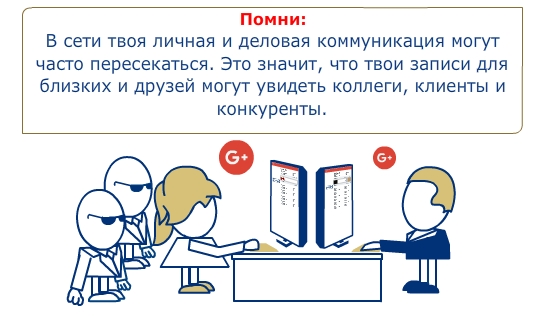 Помни:
В сети твоя личная и деловая коммуникация могут
часто пересекаться. Это значит, что твои записи для
близких и друзей могут увидеть коллеги, клиенты и
конкуренты.
G+
G+